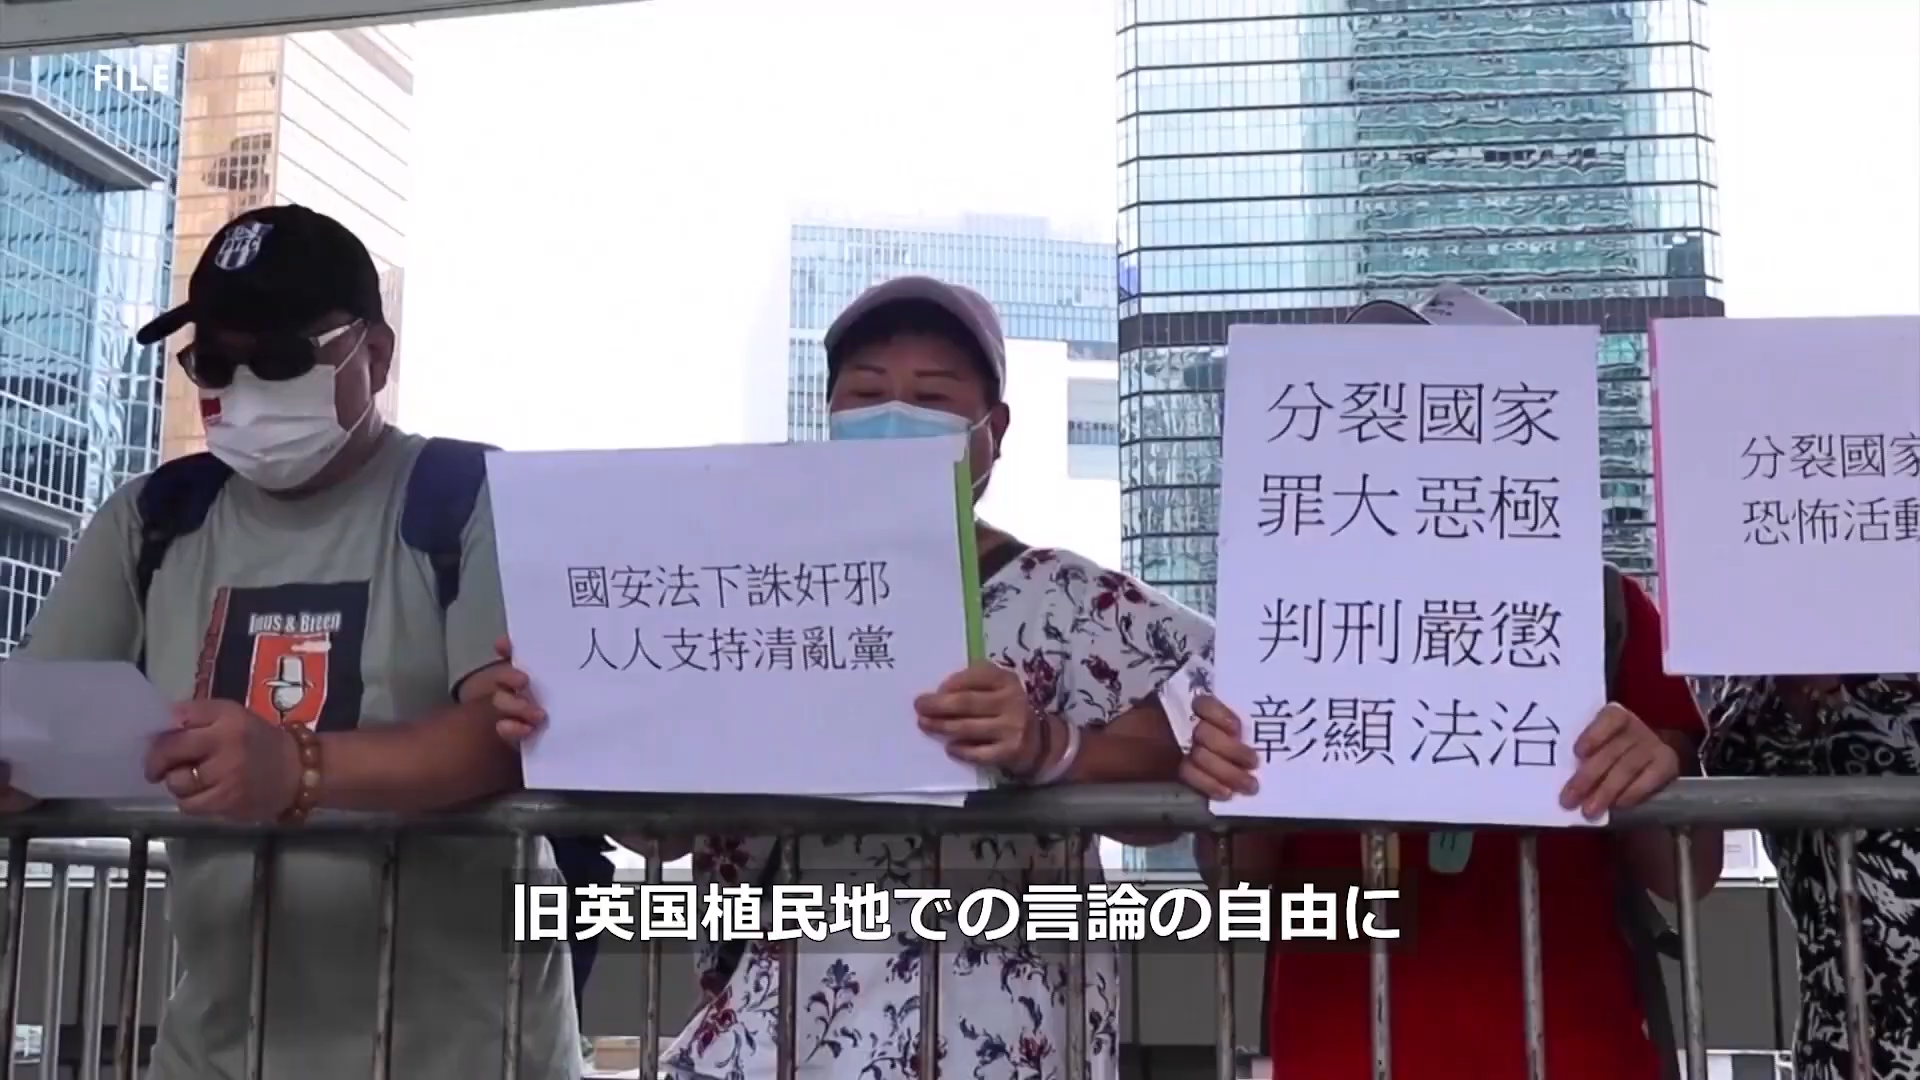 FILE
國安法下誅奸邪
人人支持清亂黨
分裂國家
罪大惡極
判刑嚴懲
彰顯法治
分裂國家
恐怖活動
旧英国植民地での言論の自由に